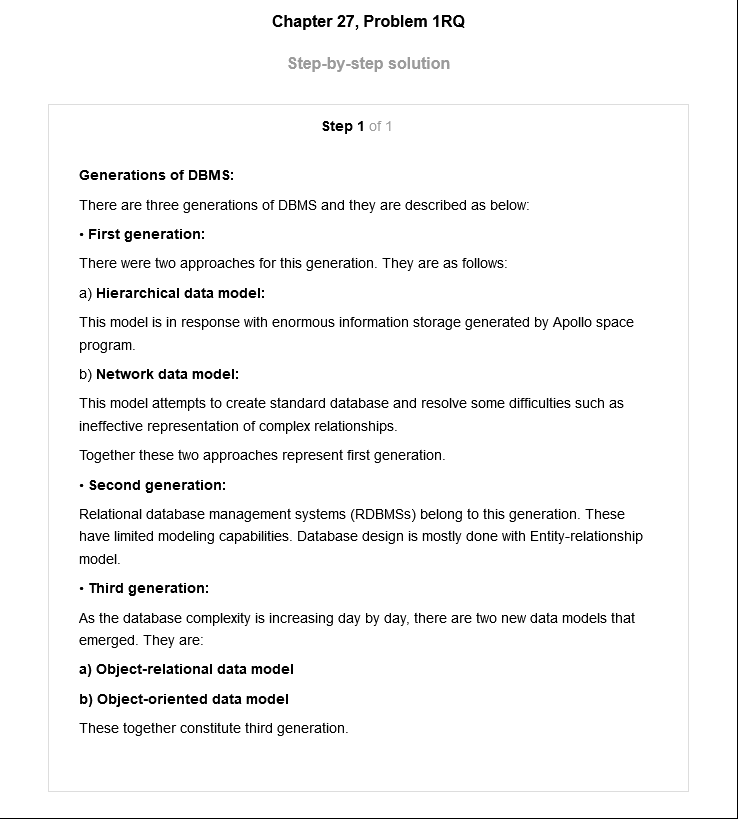 Chapter 27, Problem 1RQ
Step-by-step solution
Step 1 of 1
Generations of DBMS:
There are three generations of DBMS and they are described as below:
• First generation:
There were two approaches for this generation. They are as follows:
a) Hierarchical data model:
This model is in response with enormous information storage generated by Apollo space
program.
b) Network data model:
This model attempts to create standard database and resolve some difficulties such as
ineffective representation of complex relationships.
Together these two approaches represent first generation.
• Second generation:
Relational database management systems (RDBMSs) belong to this generation. These
have limited modeling capabilities. Database design is mostly done with Entity-relationship
model.
• Third generation:
As the database complexity is increasing day by day, there are two new data models that
emerged. They are:
a) Object-relational data model
b) Object-oriented data model
These together constitute third generation.